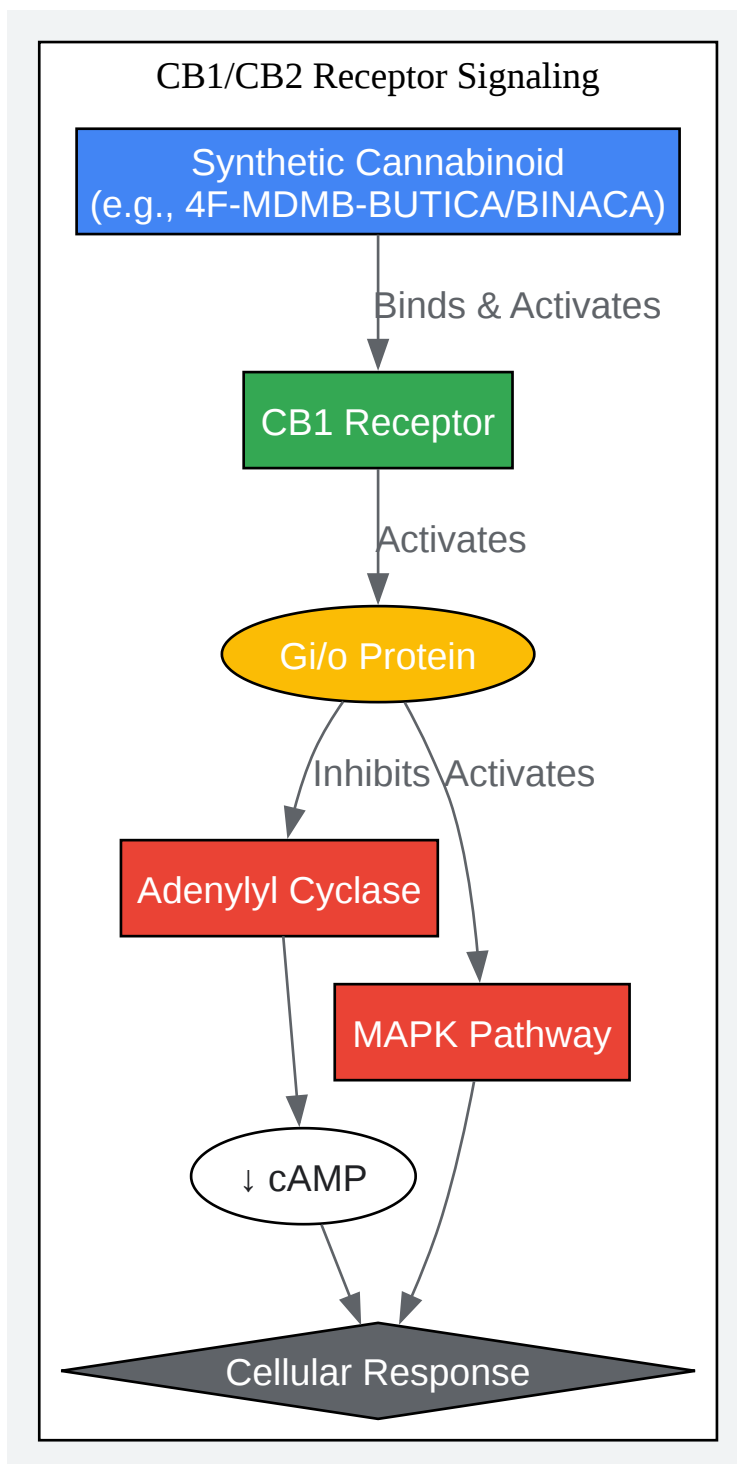 CB1/CB2 Receptor Signaling
Synthetic Cannabinoid
(e.g., 4F-MDMB-BUTICA/BINACA)
Binds & Activates
CB1 Receptor
Activates
Gi/o Protein
Inhibits
Activates
Adenylyl Cyclase
MAPK Pathway
↓ cAMP
Cellular Response